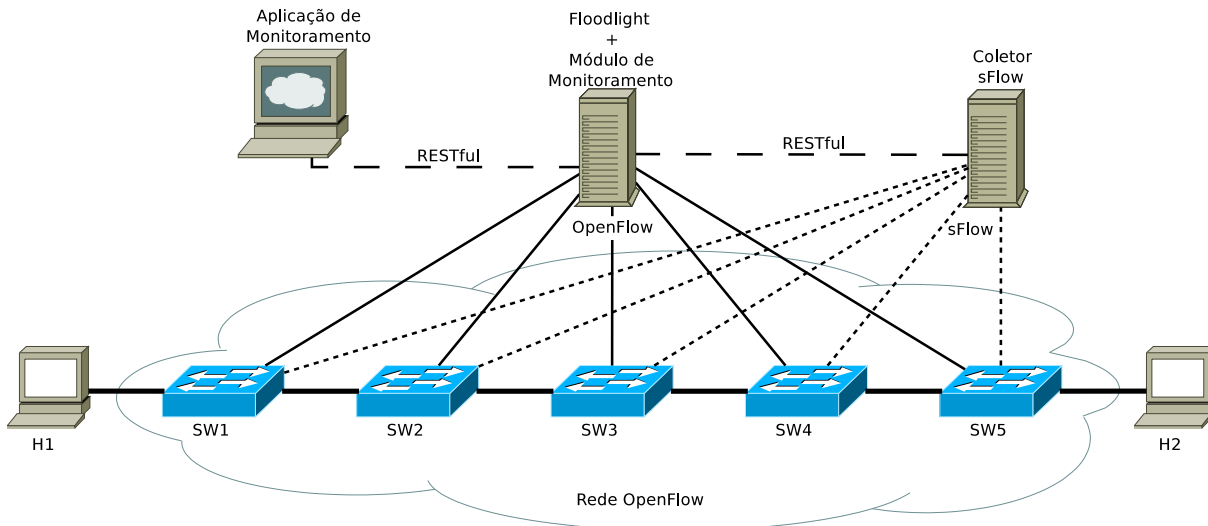 Aplicação de
Monitoramento
Floodlight
+
Módulo de
Monitoramento
Coletor
sFlow
RESTful
RESTful
OpenFlow
sFlow
SW1
SW2
SW3
SW4
SW5
H1
H2
Rede OpenFlow